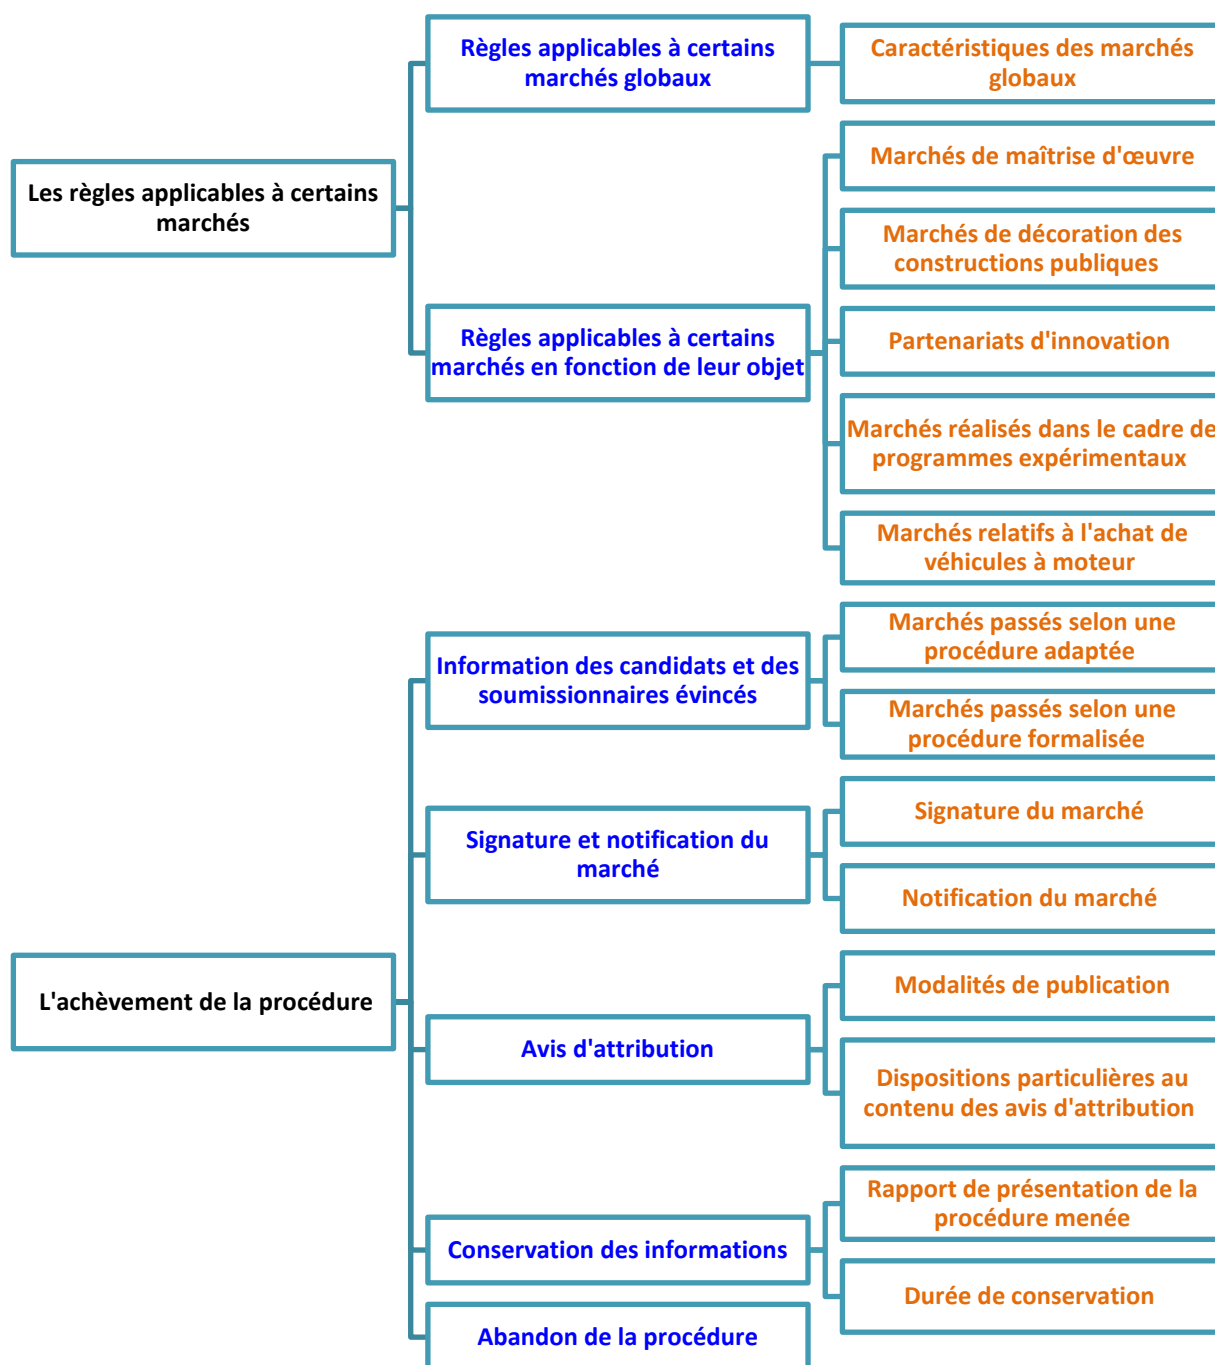 Les règles applicables à certains
marchés
Règles applicables à certains
marchés globaux
Caractéristiques des marchés
globaux
Règles applicables à certains
marchés en fonction de leur objet
Marchés de maîtrise d'œuvre
Marchés de décoration des
constructions publiques
Partenariats d'innovation
Marchés réalisés dans le cadre de
programmes expérimentaux
Marchés relatifs à l'achat de
véhicules à moteur
L'achèvement de la procédure
Information des candidats et des
soumissionnaires évincés
Marchés passés selon une
procédure adaptée
Marchés passés selon une
procédure formalisée
Signature et notification du
marché
Signature du marché
Notification du marché
Avis d'attribution
Modalités de publication
Dispositions particulières au
contenu des avis d'attribution
Conservation des informations
Rapport de présentation de la
procédure menée
Durée de conservation
Abandon de la procédure